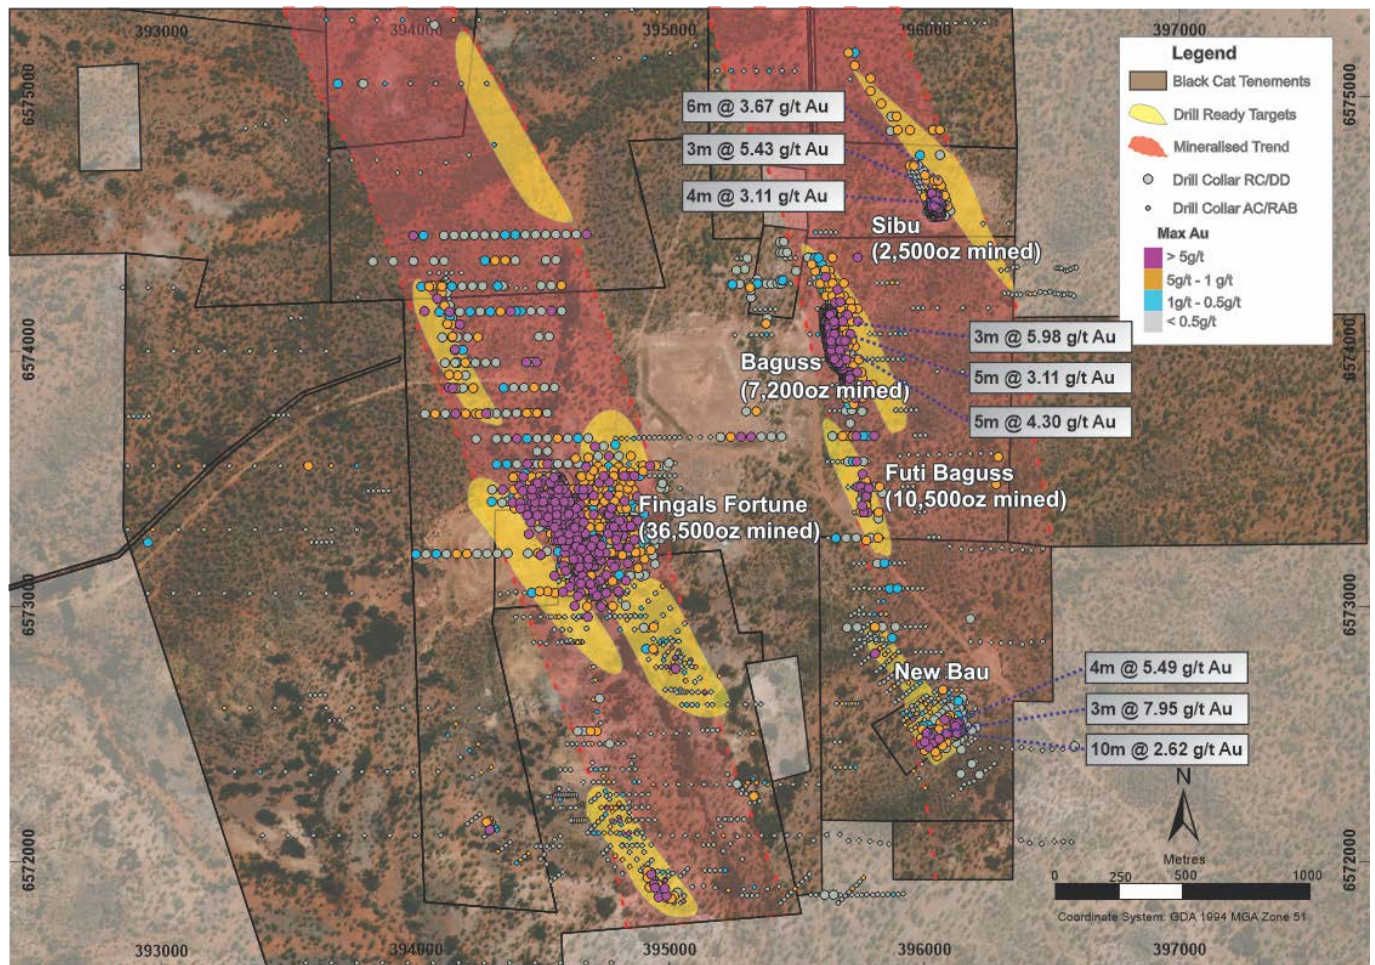 393000
394000
395000
396000
397000
6575000
6575000
Legend
Black Cat Tenements
Drill Ready Targets
Mineralised Trend
Drill Collar RC/DD
Drill Collar AC/RAB
Max Au
> 5g/t
5g/t - 1 g/t
1g/t - 0.5g/t
< 0.5g/t
6m @ 3.67 g/t Au
3m @ 5.43 g/t Au
4m @ 3.11 g/t Au
Sibu
(2,500oz mined)
6574000
6574000
3m @ 5.98 g/t Au
5m @ 3.11 g/t Au
5m @ 4.30 g/t Au
Baguss
(7,200oz mined)
Futi Baguss
(10,500oz mined)
Fingals Fortune
(36,500oz mined)
6573000
6573000
New Bau
4m @ 5.49 g/t Au
3m @ 7.95 g/t Au
10m @ 2.62 g/t Au
N
6572000
6572000
Metres
0 250 500 1000
Coordinate System: GDA 1994 MGA Zone 51
393000
394000
395000
396000
397000